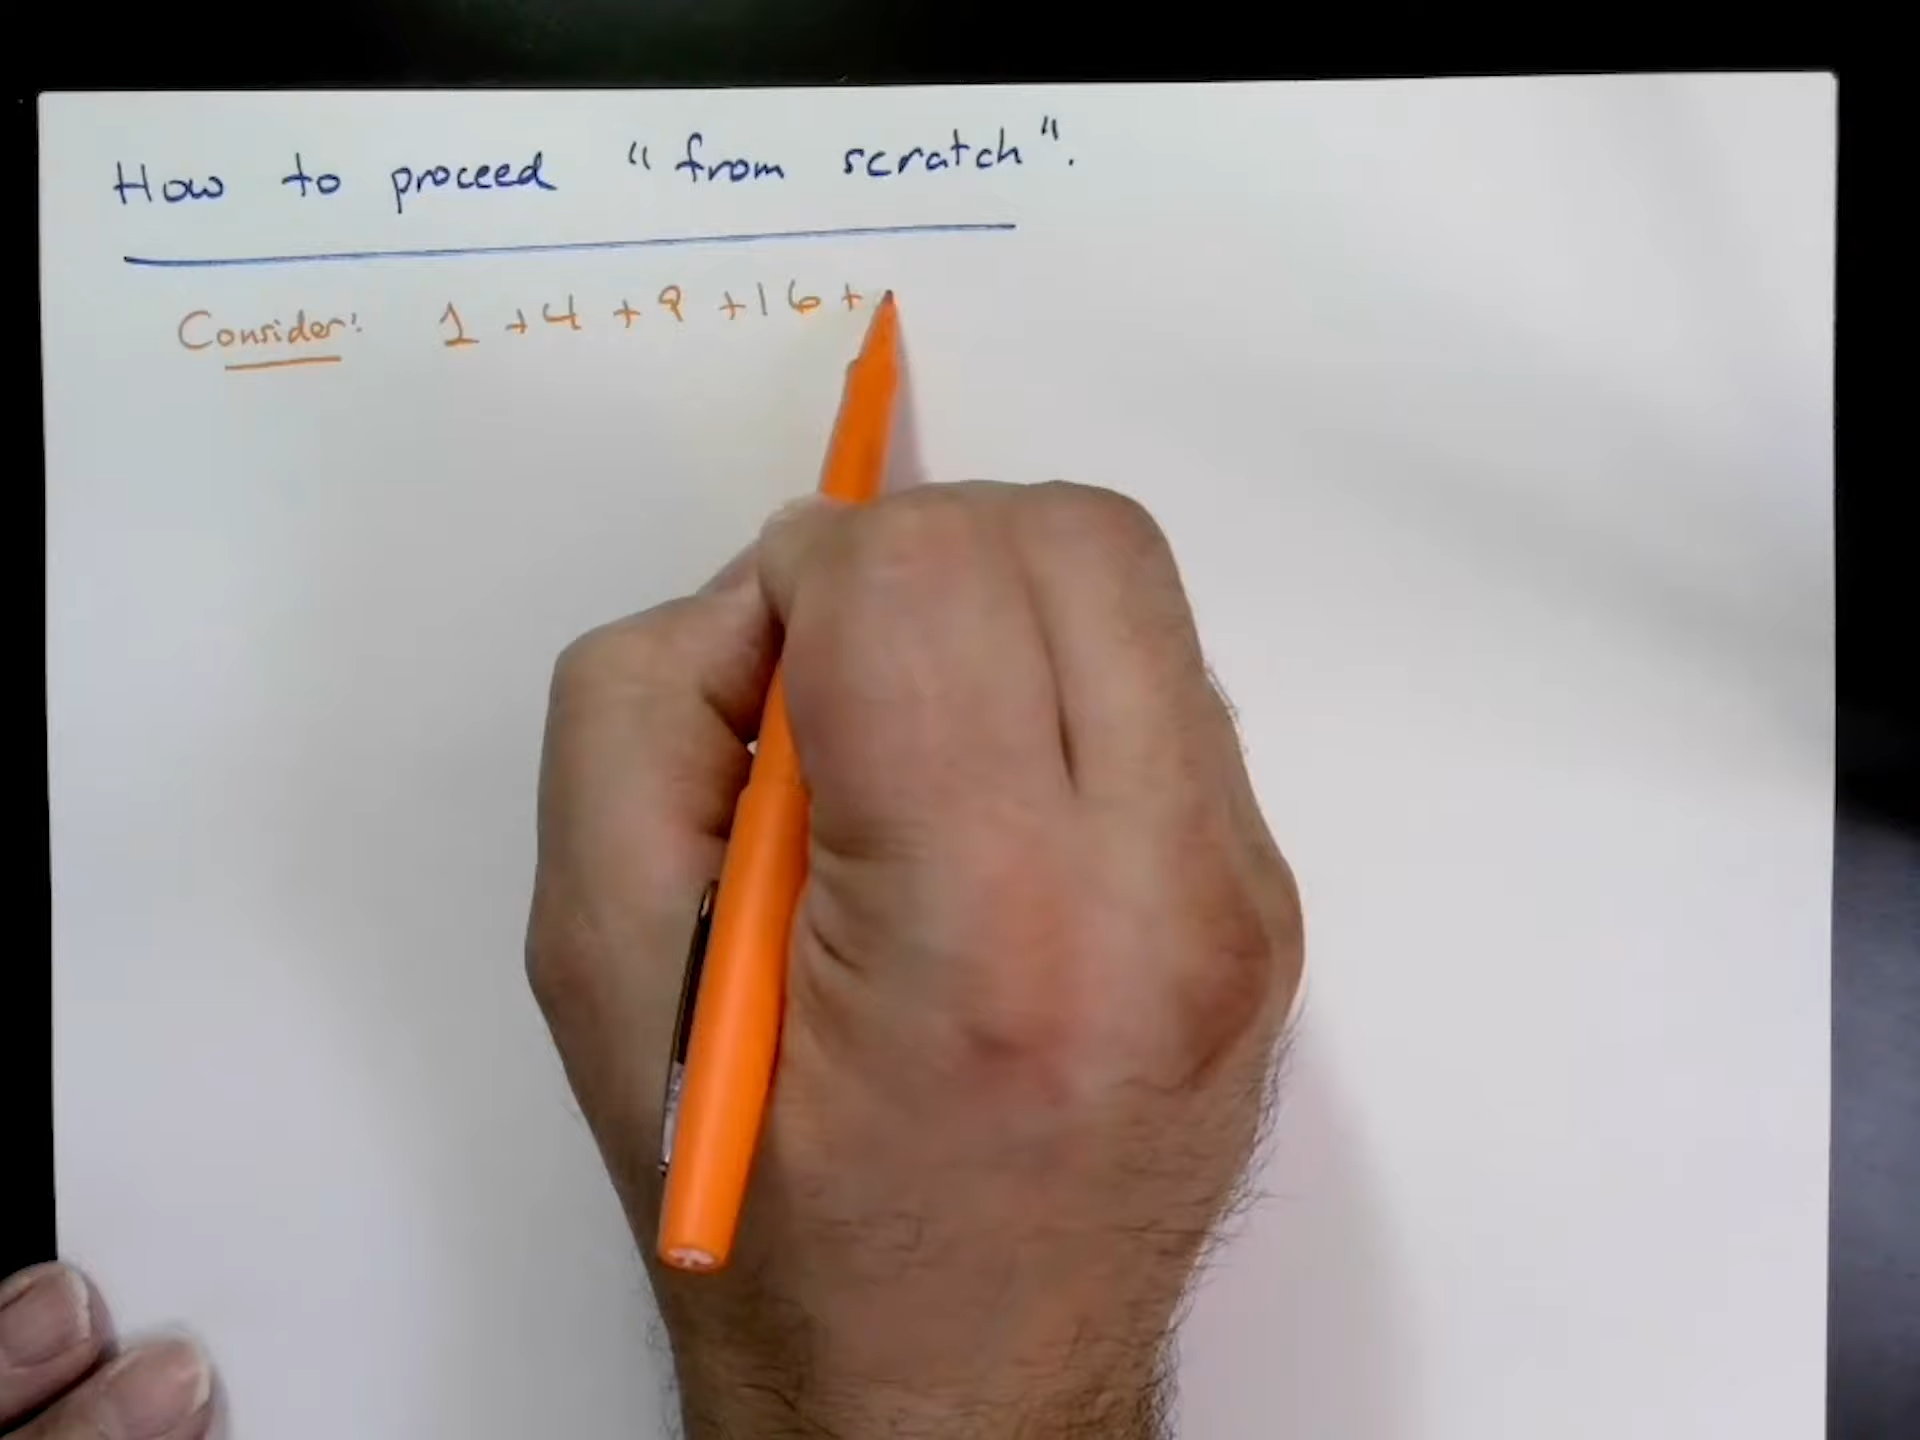 How to proceed "from scratch".
Consider: 1 + 4 + 9 + 16 +